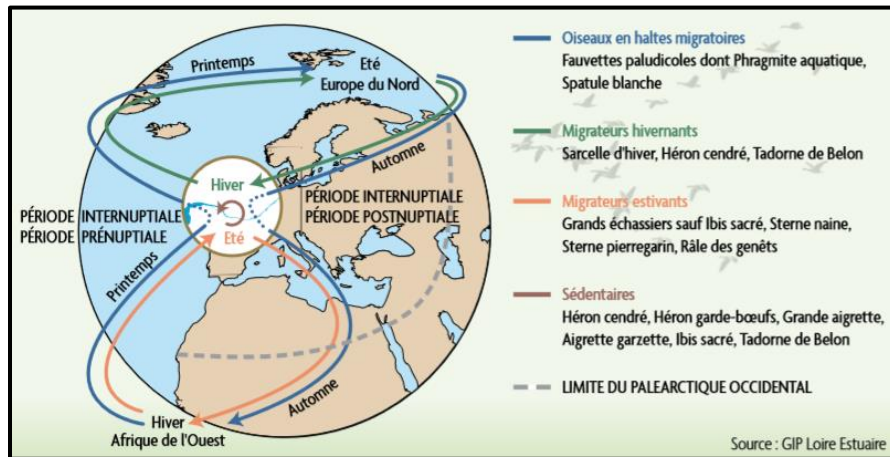 Printemps
Eté
Europe du Nord
Automne
Hiver
PÉRIODE INTERNUPTIALE
PÉRIODE PRÉNUPTIALE
PÉRIODE INTERNUPTIALE
PÉRIODE POSTNUPTIALE
Eté
Printemps
Automne
Hiver
Afrique de l'Ouest
Oiseaux en haltes migratoires
Fauvettes paludicoles dont Phragmite aquatique,
Spatule blanche
Migrateurs hivernants
Sarcelle d'hiver, Héron cendré, Tadorne de Belon
Migrateurs estivants
Grands échassiers sauf Ibis sacré, Sterne naine,
Sterne pierregarin, Râle des genêts
Sédentaires
Héron cendré, Héron garde-bœufs, Grande aigrette,
Aigrette garzette, Ibis sacré, Tadorne de Belon
LIMITE DU PALEARCTIQUE OCCIDENTAL
Source : GIP Loire Estuaire